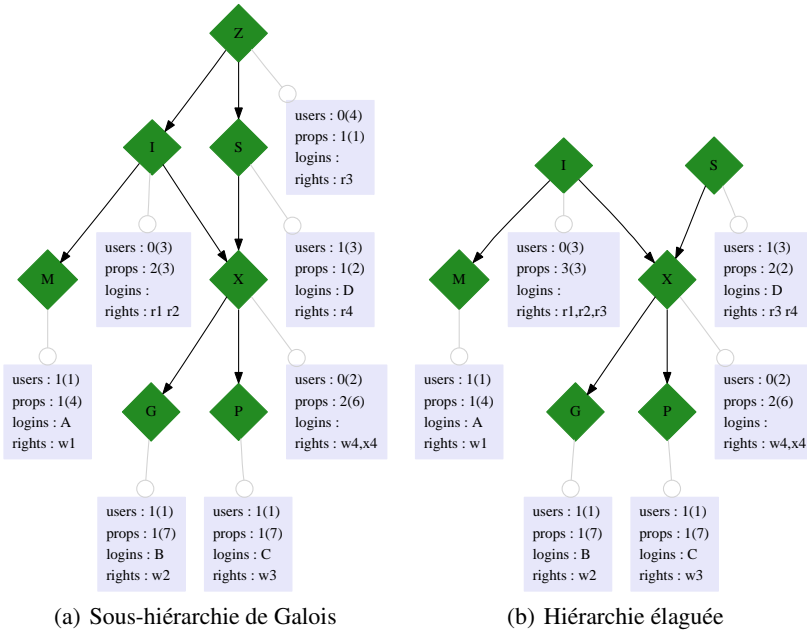 Z
users : 0(4)
props : 1(1)
logins :
rights : r3
I
S
users : 0(3)
props : 2(3)
logins :
rights : r1 r2
users : 1(3)
props : 1(2)
logins : D
rights : r4
M
X
users : 1(1)
props : 1(4)
logins : A
rights : w1
users : 0(2)
props : 2(6)
logins :
rights : w4,x4
G
P
users : 1(1)
props : 1(7)
logins : B
rights : w2
users : 1(1)
props : 1(7)
logins : C
rights : w3
(a) Sous-hiérarchie de Galois
I
S
users : 0(3)
props : 3(3)
logins :
rights : r1,r2,r3
users : 1(3)
props : 2(2)
logins : D
rights : r3 r4
M
X
users : 1(1)
props : 1(4)
logins : A
rights : w1
users : 0(2)
props : 2(6)
logins :
rights : w4,x4
G
P
users : 1(1)
props : 1(7)
logins : B
rights : w2
users : 1(1)
props : 1(7)
logins : C
rights : w3
(b) Hiérarchie élaguée